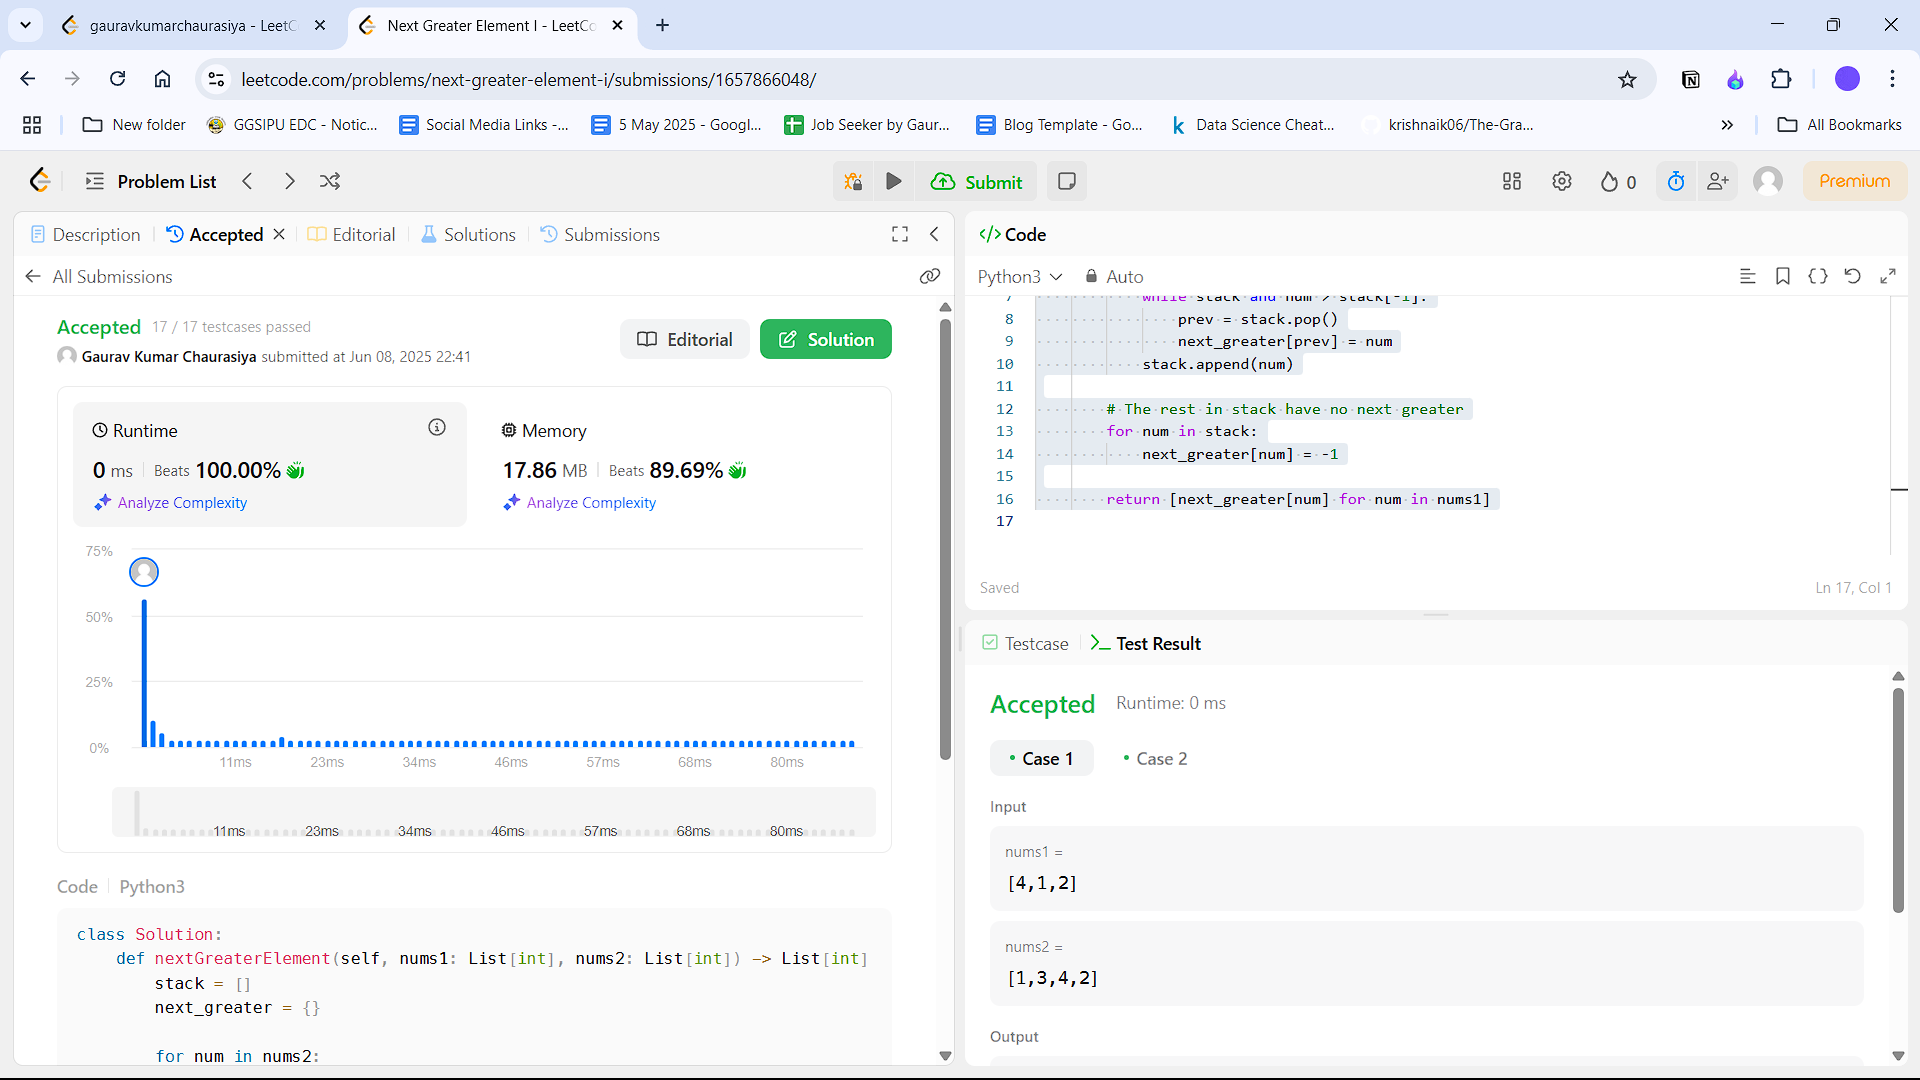 gauravkumarchaurasiya - LeetC
Next Greater Element I - LeetCo
leetcode.com/problems/next-greater-element-i/submissions/1657866048/
New folder
GGSIPU EDC - Notic...
Social Media Links -...
5 May 2025 - Googl...
Job Seeker by Gaur...
Blog Template - Go...
Data Science Cheat...
krishnaik06/The-Gra...
All Bookmarks
Problem List
Submit
0
Premium
Description
Accepted
Editorial
Solutions
Submissions
All Submissions
Accepted 17 / 17 testcases passed
Gaurav Kumar Chaurasiya submitted at Jun 08, 2025 22:41
Editorial
Solution
Runtime
0 ms Beats 100.00%
Analyze Complexity
Memory
17.86 MB Beats 89.69%
Analyze Complexity
75%
50%
25%
0%
11ms 23ms 34ms 46ms 57ms 68ms 80ms
11ms 23ms 34ms 46ms 57ms 68ms 80ms
Code Python3
class Solution:
def nextGreaterElement(self, nums1: List[int], nums2: List[int]) -> List[int]
stack = []
next_greater = {}
for num in nums2:
</> Code
Python3 Auto
7 while stack and num > stack[-1]:
8 prev = stack.pop()
9 next_greater[prev] = num
10 stack.append(num)
11
12 # The rest in stack have no next greater
13 for num in stack:
14 next_greater[num] = -1
15
16 return [next_greater[num] for num in nums1]
17
Saved
Ln 17, Col 1
Testcase
Test Result
Accepted Runtime: 0 ms
Case 1
Case 2
Input
nums1 =
[4,1,2]
nums2 =
[1,3,4,2]
Output